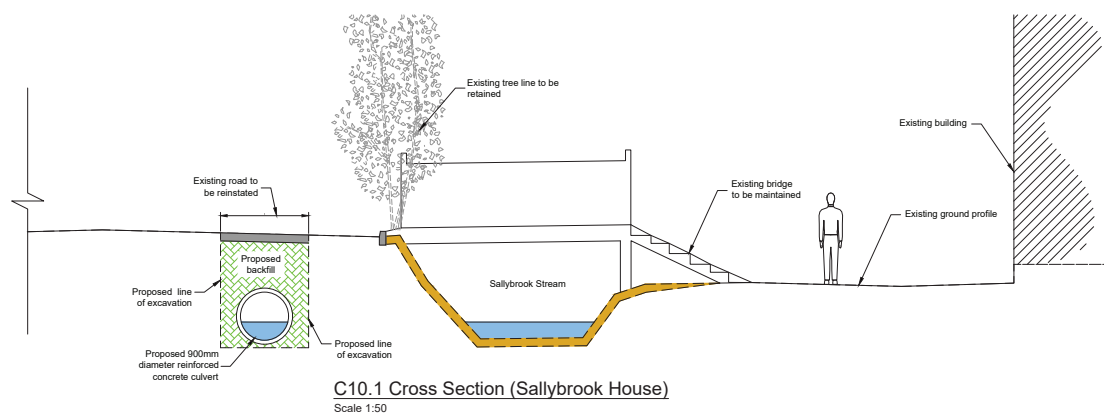 Existing tree line to be
retained
Existing building
Existing road to
be reinstated
Existing bridge
to be maintained
Existing ground profile
Proposed
backfill
Sallybrook Stream
Proposed line
of excavation
Proposed line
of excavation
Proposed 900mm
diameter reinforced
concrete culvert
C10.1 Cross Section (Sallybrook House)
Scale 1:50